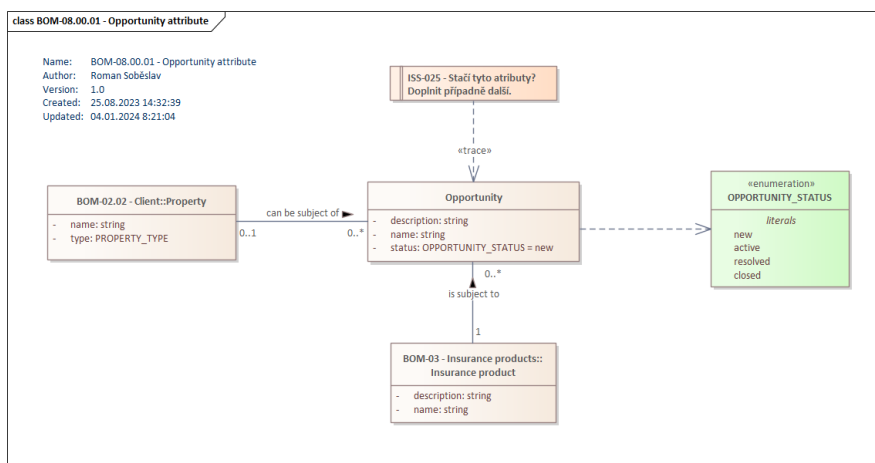 class BOM-08.00.01 - Opportunity attribute
Name: BOM-08.00.01 - Opportunity attribute
Author: Roman Soběslav
Version: 1.0
Created: 25.08.2023 14:32:39
Updated: 04.01.2024 8:21:04
ISS-025 - Stačí tyto atributy?
Doplnit případně další.
«trace»
BOM-02.02 - Client::Property
- name: string
- type: PROPERTY_TYPE
can be subject of
0..1
0..*
Opportunity
- description: string
- name: string
- status: OPPORTUNITY_STATUS = new
«enumeration»
OPPORTUNITY_STATUS
literals
new
active
resolved
closed
0..*
is subject to
1
BOM-03 - Insurance products::
Insurance product
- description: string
- name: string